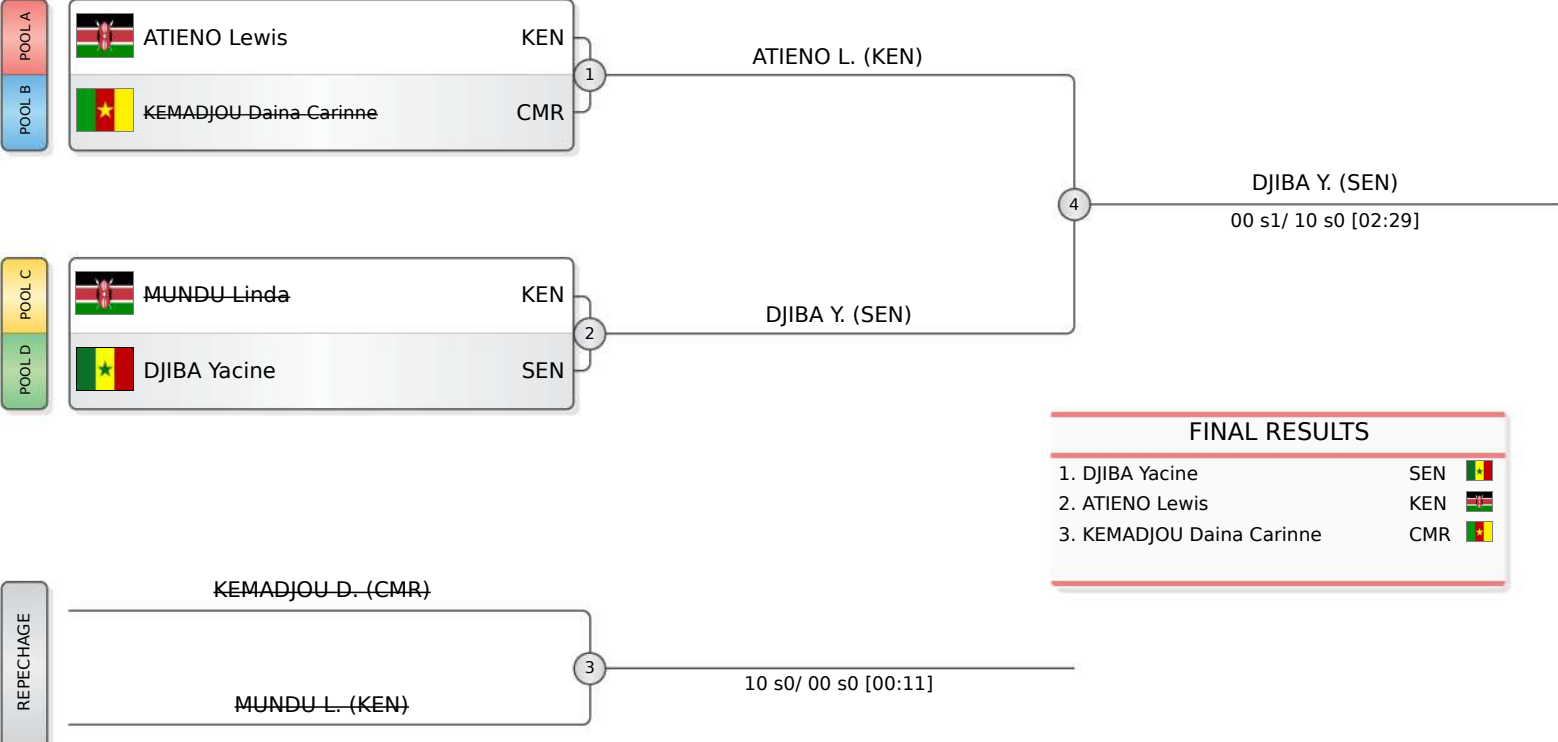 POOL A
ATIENO Lewis KEN
POOL B
KEMADJOU Daina Carinne CMR
1
ATIENO L. (KEN)
4
DJIBA Y. (SEN)
00 s1/ 10 s0 [02:29]
POOL C
MUNDU Linda KEN
POOL D
DJIBA Yacine SEN
2
DJIBA Y. (SEN)
FINAL RESULTS
1. DJIBA Yacine SEN
2. ATIENO Lewis KEN
3. KEMADJOU Daina Carinne CMR
REPECHAGE
KEMADJOU D. (CMR)
3
10 s0/ 00 s0 [00:11]
MUNDU L. (KEN)